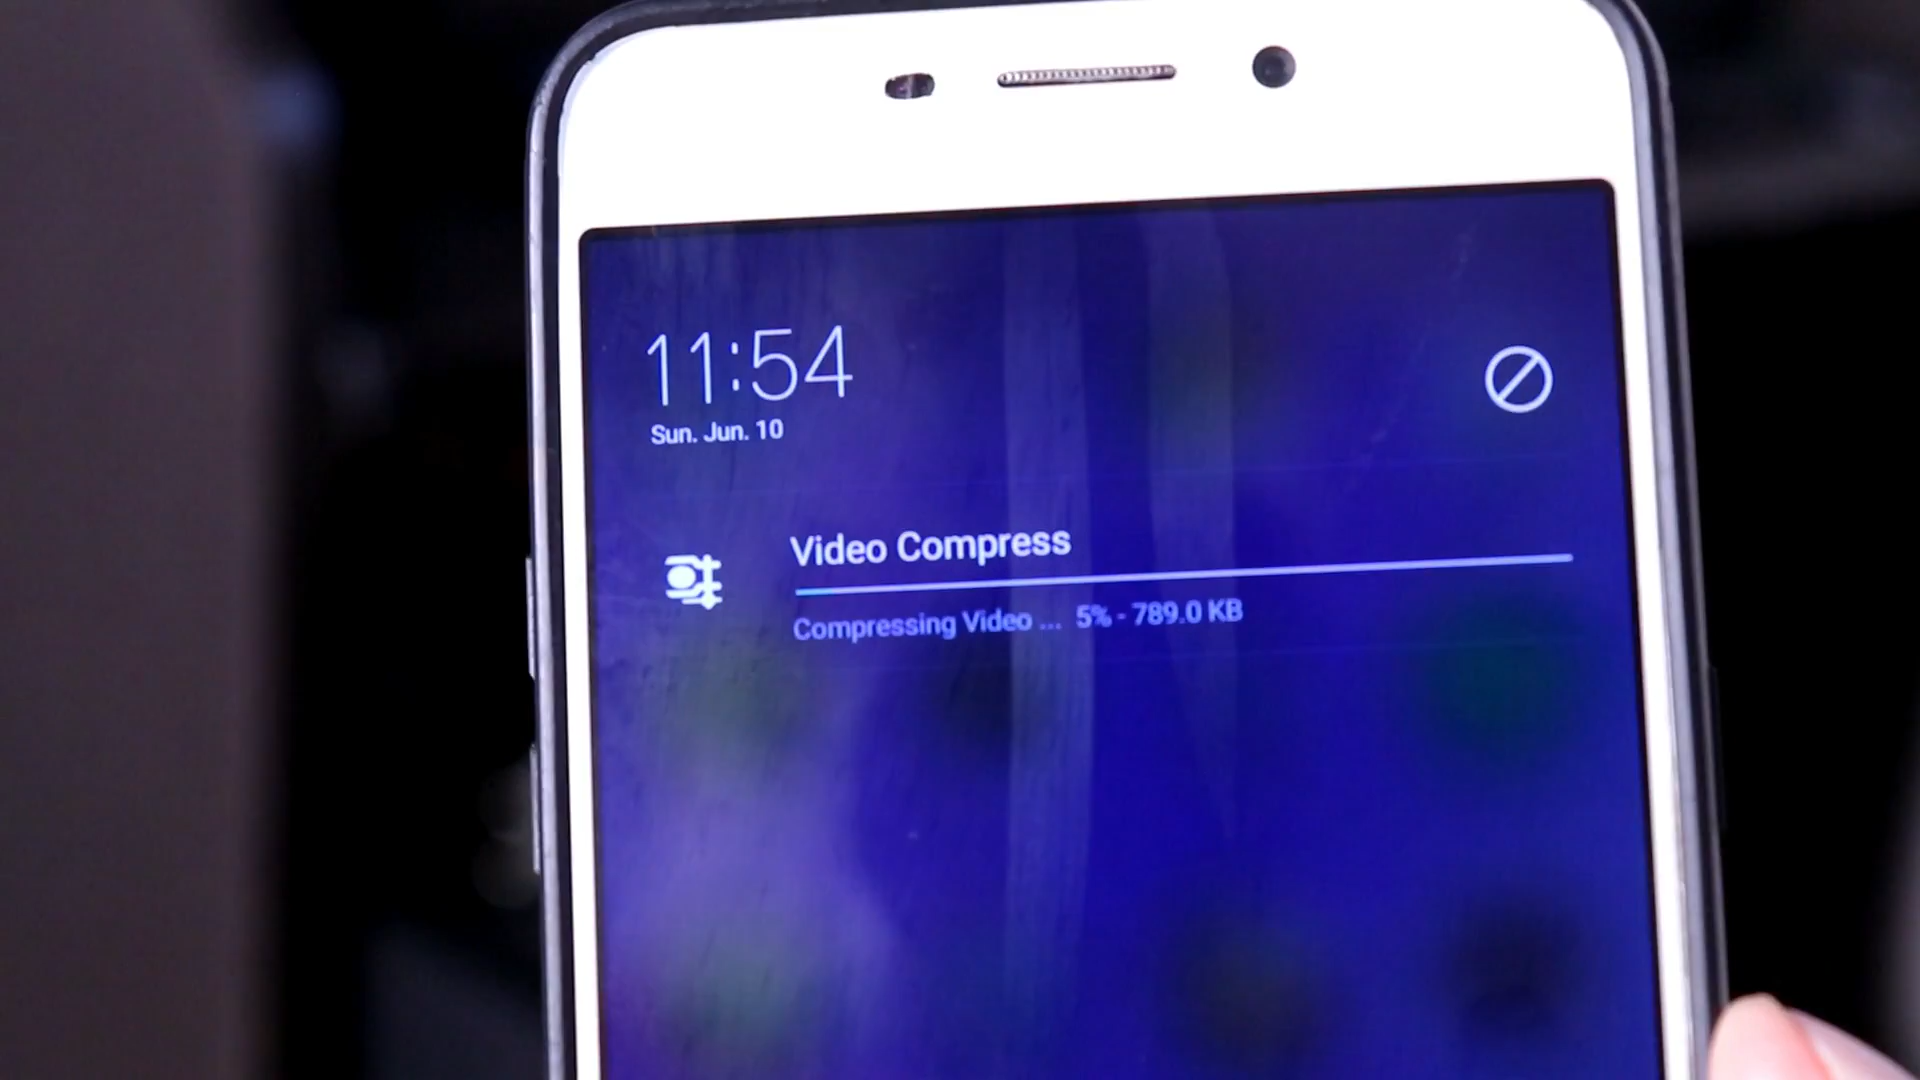 11:54
Sun. Jun. 10
Video Compress
Compressing Video ... 5% - 789.0 KB